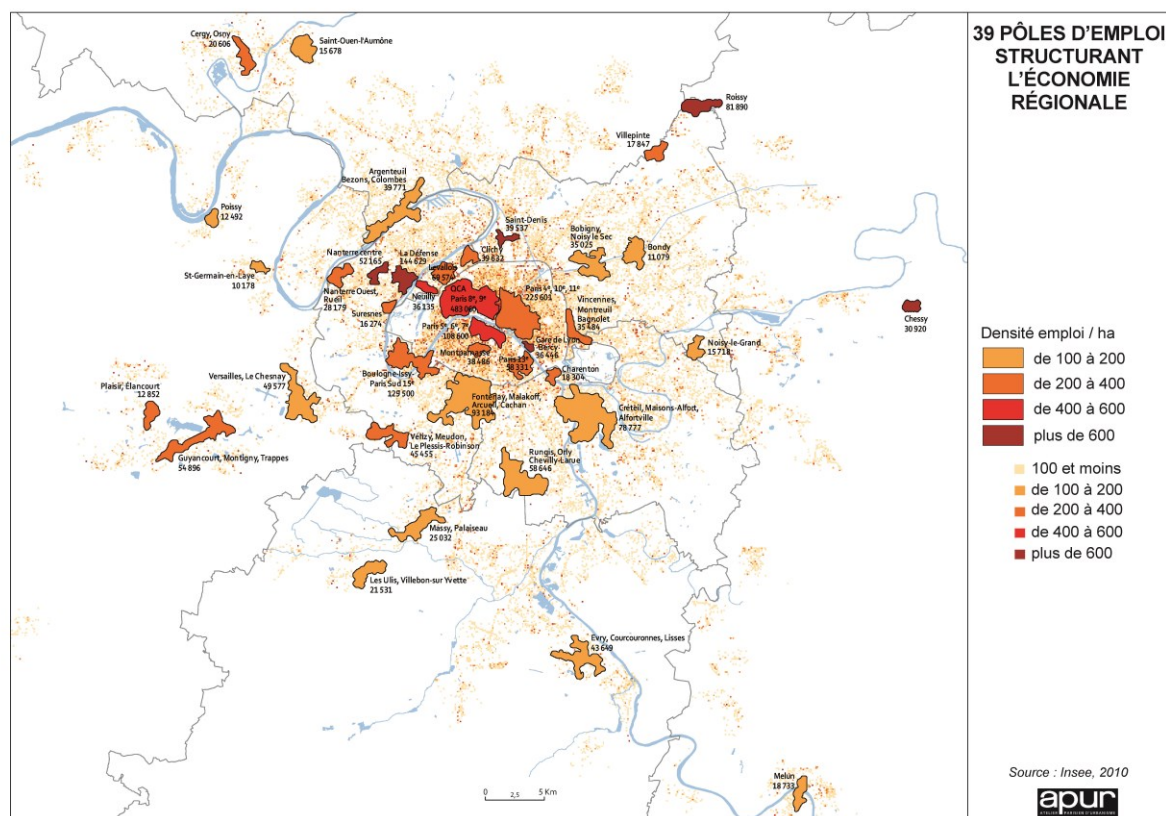 39 PÔLES D'EMPLOI
STRUCTURANT
L'ÉCONOMIE
RÉGIONALE
Cergy, Osny
20 606
Saint-Ouen-l'Aumône
15 678
Roissy
81 890
Villepinte
17 847
Argenteuil
Bezons, Colombes
39 771
Poissy
12 492
Saint-Denis
39 537
Bobigny,
Noisy le Sec
35 025
Bondy
11 079
Nanterre centre
52 165
La Défense
144 629
Clichy
39 632
Levallois
St-Germain-en-Laye
10 178
Nanterre Ouest,
Rueil
28 179
Neuilly
36 135
QCA
Paris 8e, 9e
Paris 4e, 10e, 11e
225 601
Vincennes,
Montreuil
Bagnolet
35 484
Chessy
30 920
Suresnes
16 274
Paris 5e, 6e, 7e
Gare de Lyon
Bercy
Noisy-le-Grand
15 718
Montparnasse
Paris 13e
Charenton
18 304
Boulogne-Issy-
Paris Sud 15e
129 500
Versailles, Le Chesnay
49 577
Plaisir, Élancourt
12 852
Fontenay, Malakoff,
Arcueil, Cachan
Créteil, Maisons-Alfort,
Alfortville
78 777
Vélizy, Meudon,
Le Plessis-Robinson
45 455
Guyancourt, Montigny, Trappes
54 896
Rungis, Orly
Chevilly-Larue
58 646
Massy, Palaiseau
25 032
Les Ulis, Villebon-sur Yvette
21 531
Evry, Courcouronnes, Lisses
43 649
Melun
18 733
0
2,5
5 Km
Densité emploi / ha
de 100 à 200
de 200 à 400
de 400 à 600
plus de 600
100 et moins
de 100 à 200
de 200 à 400
de 400 à 600
plus de 600
Source : Insee, 2010
apur
ATELIER PARISIEN D'URBANISME